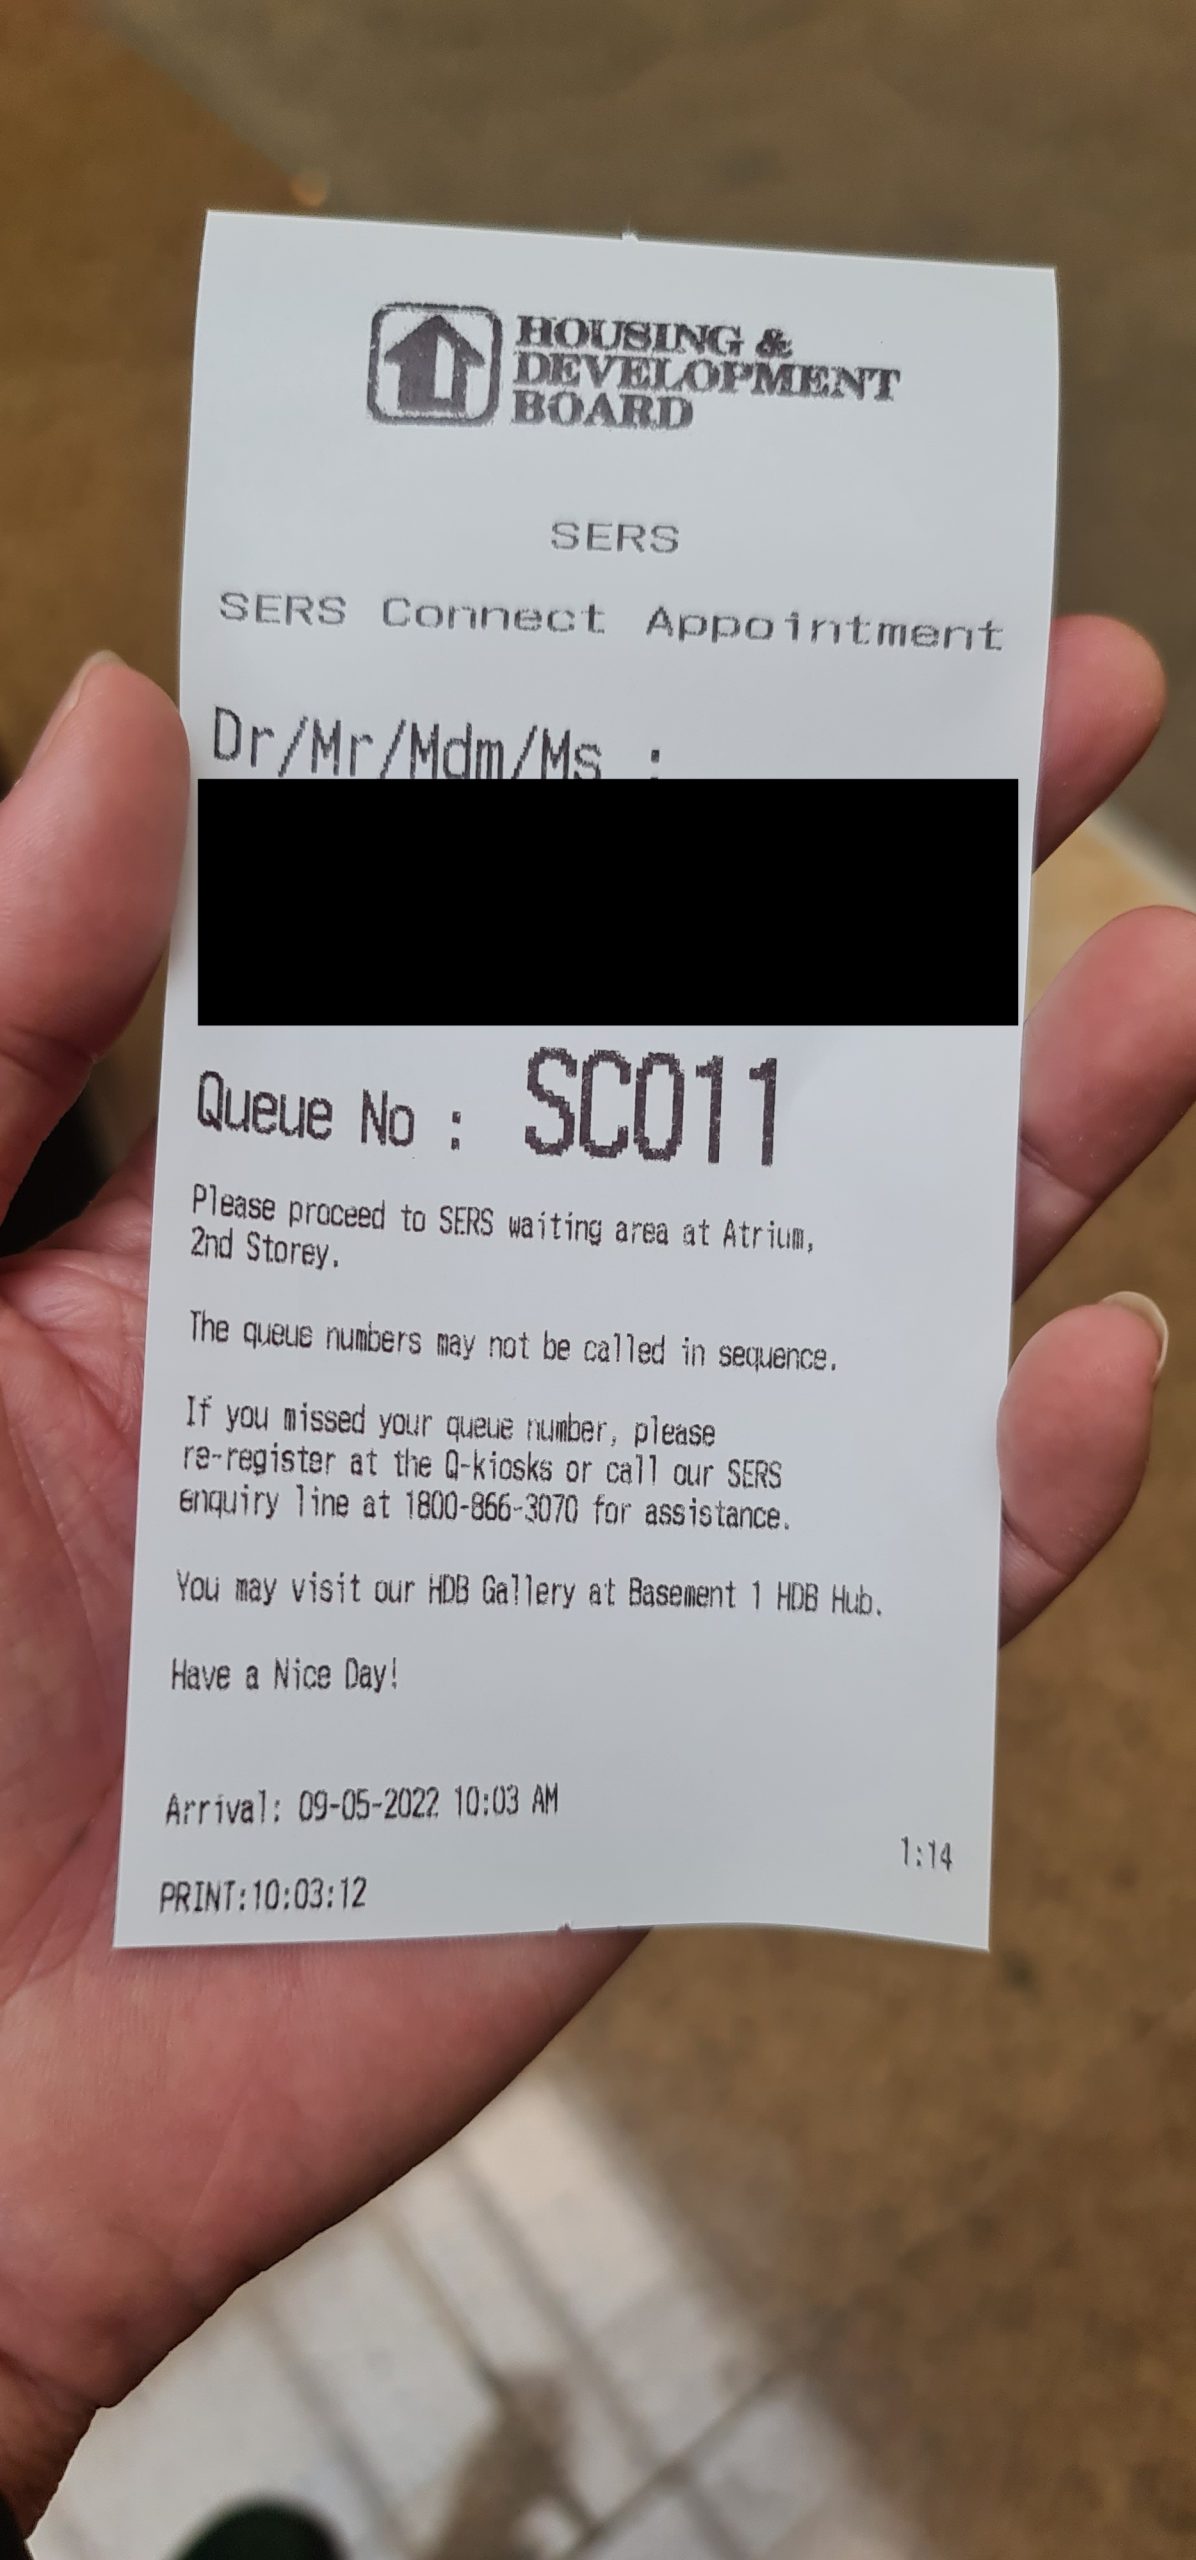 HOUSING &
DEVELOPMENT
BOARD
SERS
SERS Connect Appointment
Dr/Mr/Mdm/Ms :
Queue No : SC011
Please proceed to SERS waiting area at Atrium,
2nd Storey.
The queue numbers may not be called in sequence.
If you missed your queue number, please
re-register at the Q-kiosks or call our SERS
enquiry line at 1800-866-3070 for assistance.
You may visit our HDB Gallery at Basement 1 HDB Hub.
Have a Nice Day!
Arrival: 09-05-2022 10:03 AM
1:14
PRINT:10:03:12